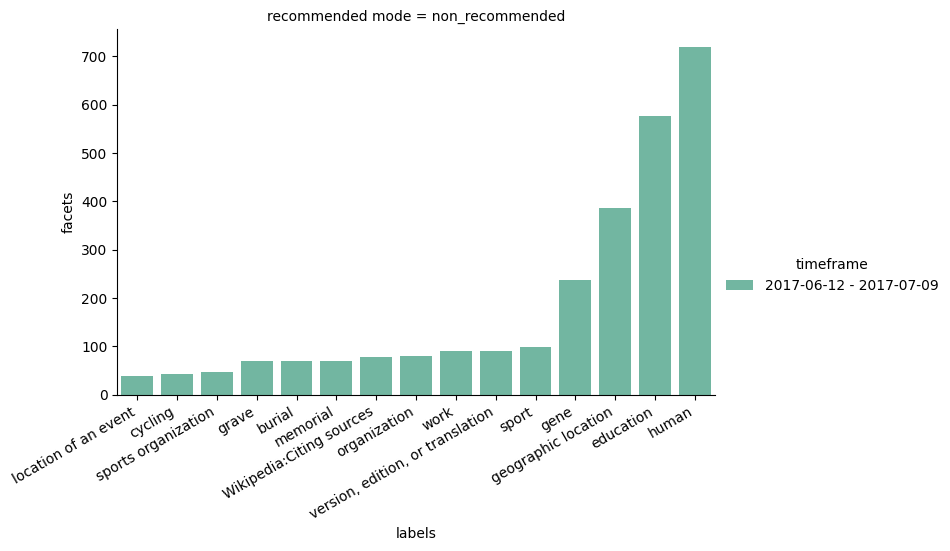 recommended mode = non_recommended
700
600
500
400
300
200
100
0
facets
location of an event
cycling
sports organization
grave
burial
memorial
Wikipedia:Citing sources
organization
work
version, edition, or translation
sport
gene
geographic location
education
human
labels
timeframe
2017-06-12 - 2017-07-09